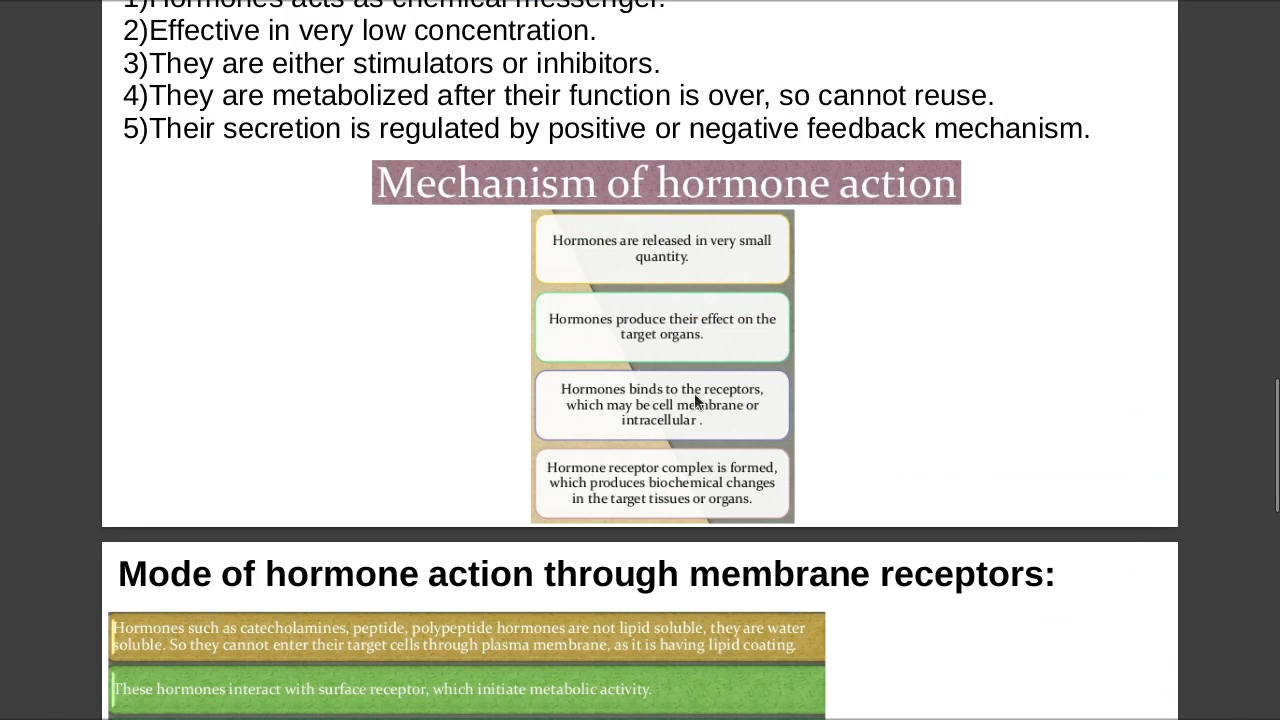 1)Hormones acts as chemical messenger.
2)Effective in very low concentration.
3)They are either stimulators or inhibitors.
4)They are metabolized after their function is over, so cannot reuse.
5)Their secretion is regulated by positive or negative feedback mechanism.
Mechanism of hormone action
Hormones are released in very small
quantity.
Hormones produce their effect on the
target organs.
Hormones binds to the receptors,
which may be cell membrane or
intracellular .
Hormone receptor complex is formed,
which produces biochemical changes
in the target tissues or organs.
Mode of hormone action through membrane receptors:
Hormones such as catecholamines, peptide, polypeptide hormones are not lipid soluble, they are water
soluble. So they cannot enter their target cells through plasma membrane, as it is having lipid coating.
These hormones interact with surface receptor, which initiate metabolic activity.